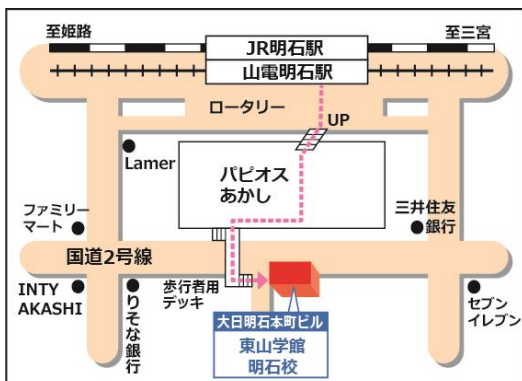 至姫路
至三宮
JR明石駅
山電明石駅
ロータリー
UP
Lamer
パピオス
あかし
ファミリー
マート
三井住友
銀行
国道2号線
INTY
AKASHI
りそな銀行
歩行者用
デッキ
セブン
イレブン
大日明石本町ビル
東山学館
明石校